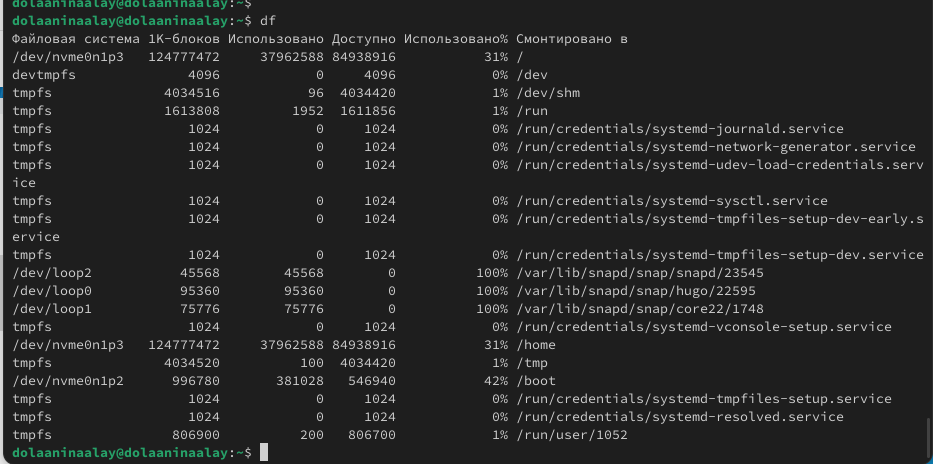 dolaaninaalay@dolaaninaalay:~$
dolaaninaalay@dolaaninaalay:~$ df
Файловая система 1K-блоков Использовано Доступно Использовано% Смонтировано в
/dev/nvme0n1p3 124777472 37962588 84938916 31% /
devtmpfs 4096 0 4096 0% /dev
tmpfs 4034516 96 4034420 1% /dev/shm
tmpfs 1613808 1952 1611856 1% /run
tmpfs 1024 0 1024 0% /run/credentials/systemd-journald.service
tmpfs 1024 0 1024 0% /run/credentials/systemd-network-generator.service
tmpfs 1024 0 1024 0% /run/credentials/systemd-udev-load-credentials.serv
ice
tmpfs 1024 0 1024 0% /run/credentials/systemd-sysctl.service
tmpfs 1024 0 1024 0% /run/credentials/systemd-tmpfiles-setup-dev-early.s
ervice
tmpfs 1024 0 1024 0% /run/credentials/systemd-tmpfiles-setup-dev.service
/dev/loop2 45568 45568 0 100% /var/lib/snapd/snap/snapd/23545
/dev/loop0 95360 95360 0 100% /var/lib/snapd/snap/hugo/22595
/dev/loop1 75776 75776 0 100% /var/lib/snapd/snap/core22/1748
tmpfs 1024 0 1024 0% /run/credentials/systemd-vconsole-setup.service
/dev/nvme0n1p3 124777472 37962588 84938916 31% /home
tmpfs 4034520 100 4034420 1% /tmp
/dev/nvme0n1p2 996780 381028 546940 42% /boot
tmpfs 1024 0 1024 0% /run/credentials/systemd-tmpfiles-setup.service
tmpfs 1024 0 1024 0% /run/credentials/systemd-resolved.service
tmpfs 806900 200 806700 1% /run/user/1052
dolaaninaalay@dolaaninaalay:~$